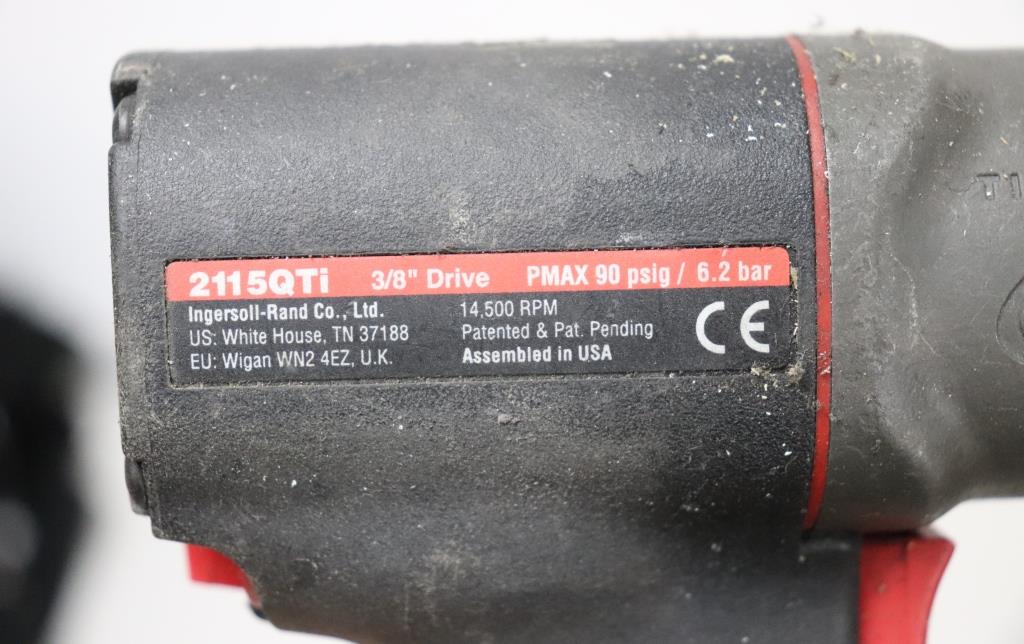 2115QTi 3/8" Drive PMAX 90 psig / 6.2 bar
Ingersoll-Rand Co., Ltd. 14,500 RPM
US: White House, TN 37188 Patented & Pat. Pending
EU: Wigan WN2 4EZ, U.K. Assembled in USA
CE
TI